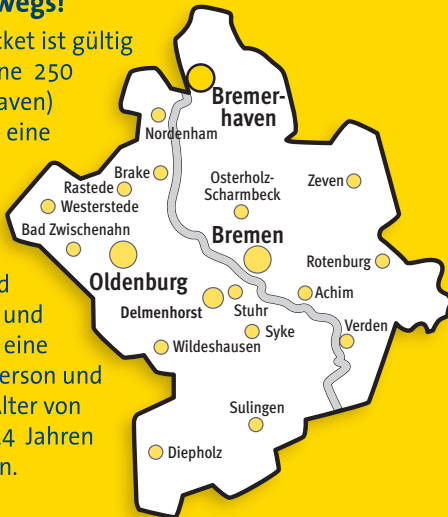 wegs!
cket ist gültig
ne 250
aven)
eine
d
und
eine
erson und
lter von
4 Jahren
n.
Bremer-
haven
Nordenham
Brake
Rastede
Westerstede
Bad Zwischenahn
Osterholz-
Scharmbeck
Zeven
Bremen
Oldenburg
Rotenburg
Delmenhorst
Stuhr
Achim
Syke
Verden
Wildeshausen
Sulingen
Diepholz